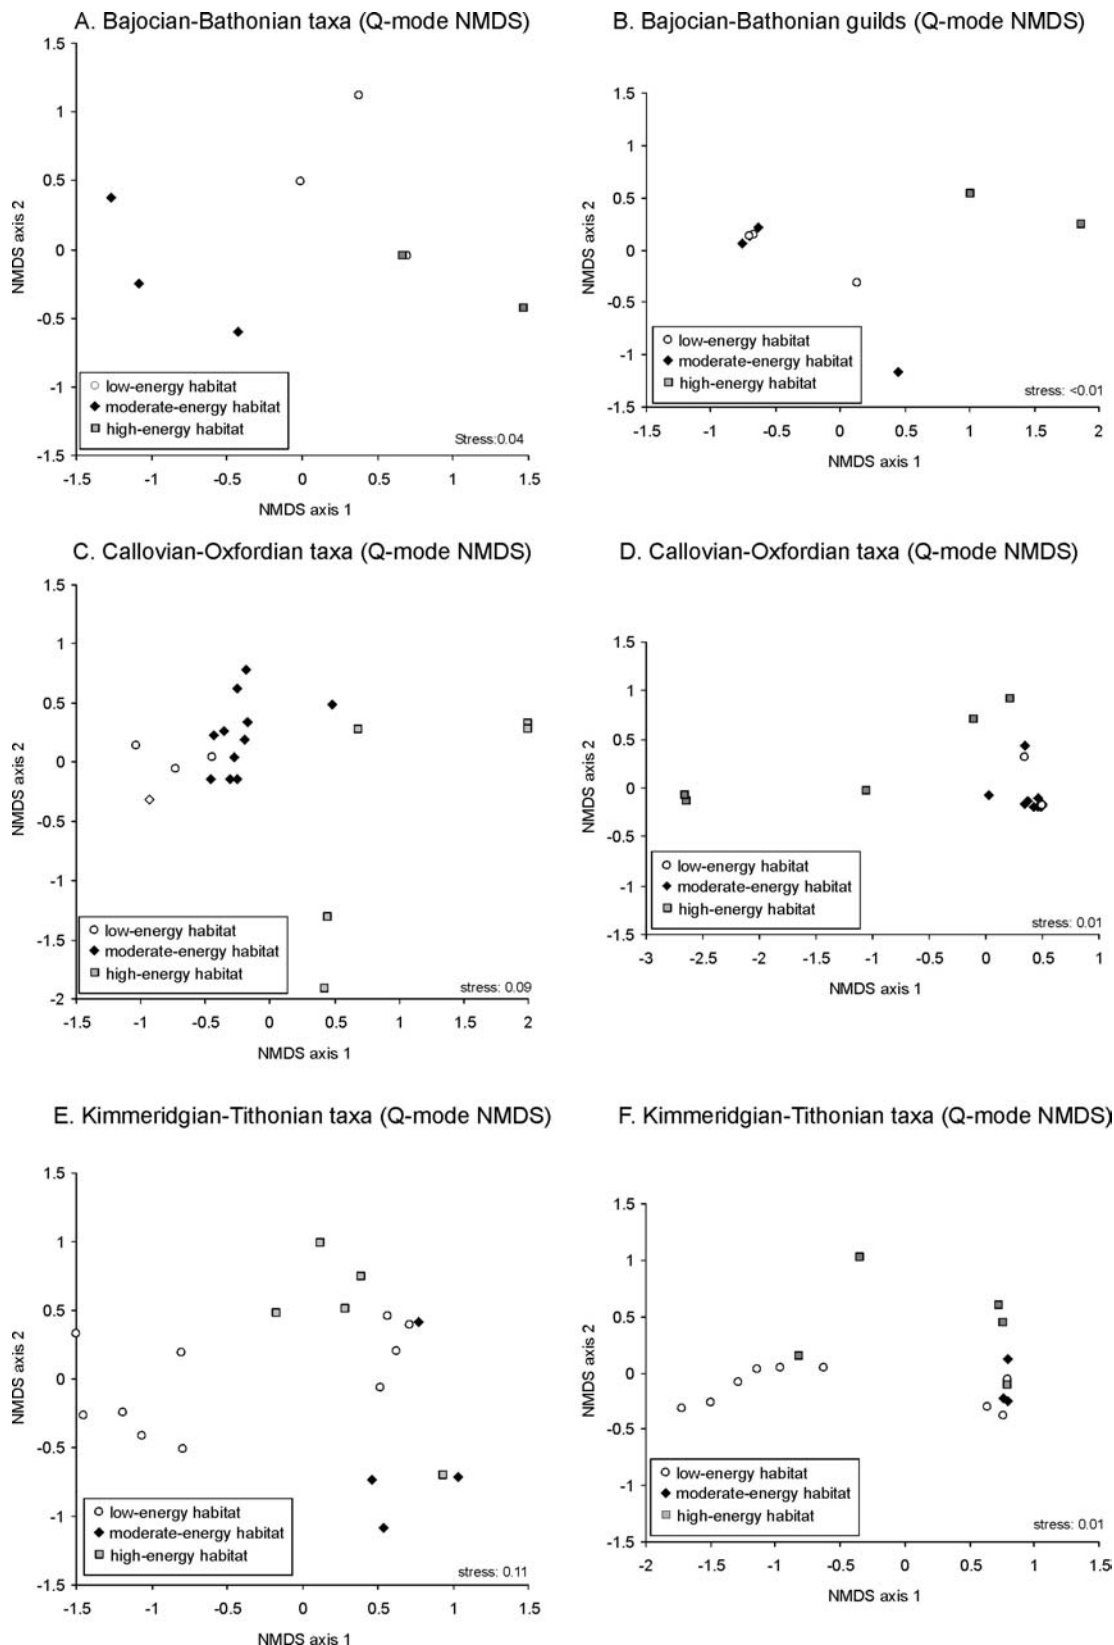 A. Bajocian-Bathonian taxa (Q-mode NMDS)
1.5
1
0.5
0
-0.5
-1
-1.5
NMDS axis 2
low-energy habitat
moderate-energy habitat
high-energy habitat
Stress:0.04
-1.5 -1 -0.5 0 0.5 1 1.5
NMDS axis 1
B. Bajocian-Bathonian guilds (Q-mode NMDS)
1.5
1
0.5
0
-0.5
-1
-1.5
NMDS axis 2
low-energy habitat
moderate-energy habitat
high-energy habitat
stress: <0.01
-1.5 -1 -0.5 0 0.5 1 1.5 2
NMDS axis 1
C. Callovian-Oxfordian taxa (Q-mode NMDS)
1.5
1
0.5
0
-0.5
-1
-1.5
-2
NMDS axis 2
low-energy habitat
moderate-energy habitat
high-energy habitat
stress: 0.09
-1.5 -1 -0.5 0 0.5 1 1.5 2
NMDS axis 1
D. Callovian-Oxfordian taxa (Q-mode NMDS)
1.5
1
0.5
0
-0.5
-1
-1.5
NMDS axis 2
low-energy habitat
moderate-energy habitat
high-energy habitat
stress: 0.01
-3 -2.5 -2 -1.5 -1 -0.5 0 0.5 1
NMDS axis 1
E. Kimmeridgian-Tithonian taxa (Q-mode NMDS)
1.5
1
0.5
0
-0.5
-1
-1.5
NMDS axis 2
low-energy habitat
moderate-energy habitat
high-energy habitat
stress: 0.11
-1.5 -1 -0.5 0 0.5 1 1.5
NMDS axis 1
F. Kimmeridgian-Tithonian taxa (Q-mode NMDS)
1.5
1
0.5
0
-0.5
-1
-1.5
NMDS axis 2
low-energy habitat
moderate-energy habitat
high-energy habitat
stress: 0.01
-2 -1.5 -1 -0.5 0 0.5 1 1.5
NMDS axis 1